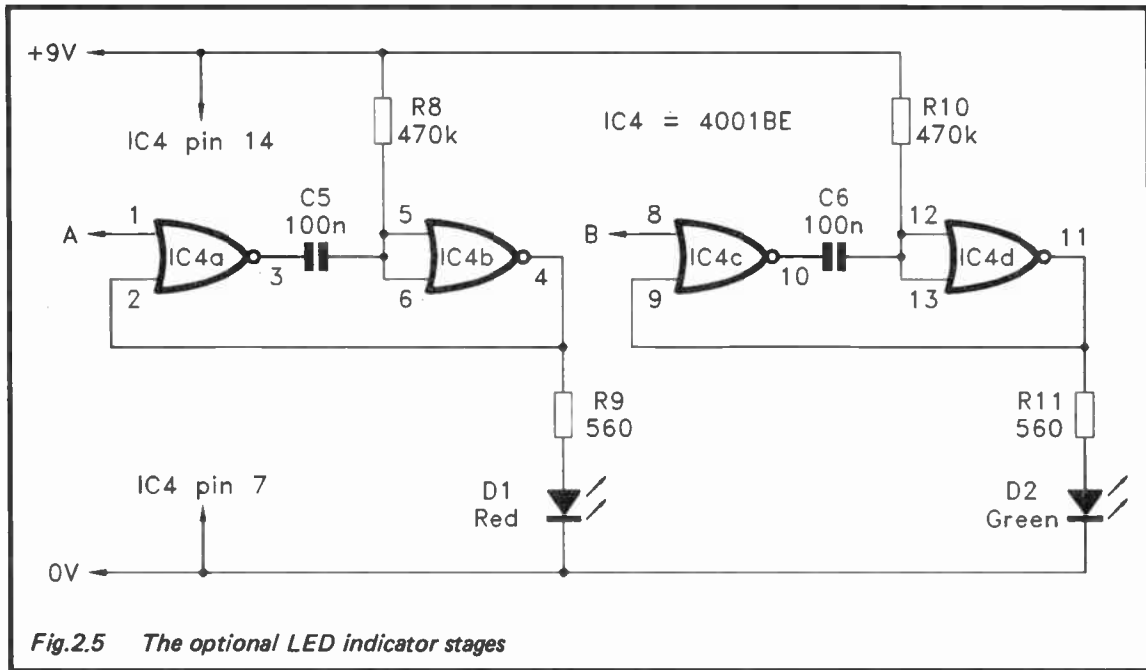 +9V
IC4 pin 14
R8
470k
IC4 = 4001BE
R10
470k
A
1
2
IC4a
3
C5
100n
5
6
IC4b
4
B
8
9
IC4c
10
C6
100n
12
13
IC4d
11
R9
560
R11
560
IC4 pin 7
D1
Red
D2
Green
0V
Fig.2.5 The optional LED indicator stages